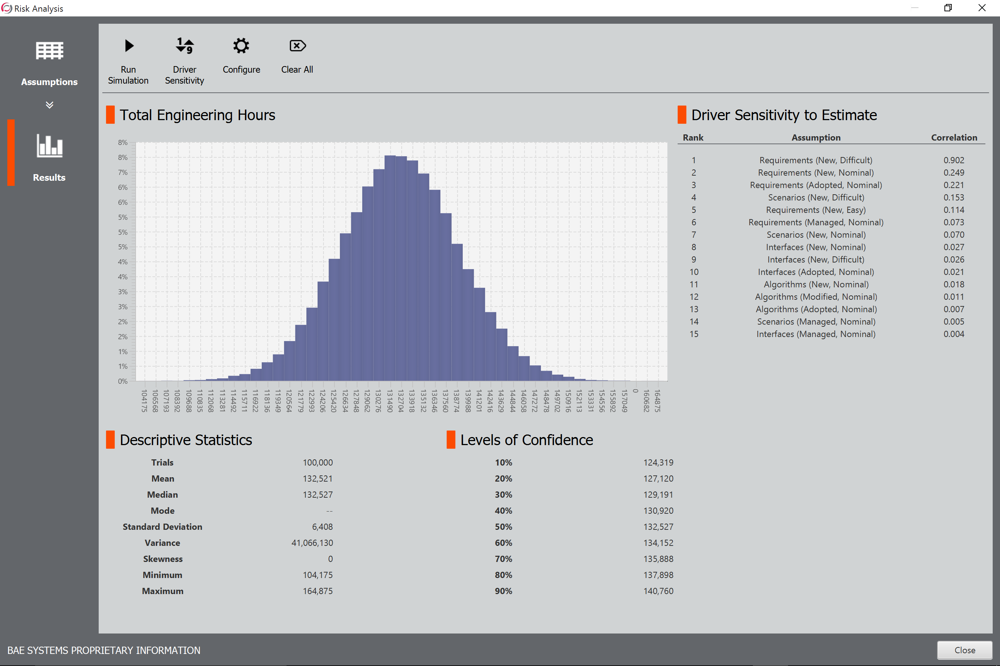 Risk Analysis
Assumptions
Results
Run Simulation
Driver Sensitivity
Configure
Clear All
Total Engineering Hours
8%
8%
7%
6%
6%
5%
5%
5%
4%
4%
3%
3%
2%
2%
1%
1%
0%
104175 106568 107193 108392 109688 110835 112068 113281 114492 115711 116922 118136 119349 120564 121779 122993 124206 125420 126634 127848 129062 130276 131490 132704 133918 135132 136346 137560 138774 139988 141201 142416 143629 144844 146058 147272 148478 149702 150916 152113 153331 154556 155892 157049 0 160682 164875
Driver Sensitivity to Estimate
Rank Assumption Correlation
1 Requirements (New, Difficult) 0.902
2 Requirements (New, Nominal) 0.249
3 Requirements (Adopted, Nominal) 0.221
4 Scenarios (New, Difficult) 0.153
5 Requirements (New, Easy) 0.114
6 Requirements (Managed, Nominal) 0.073
7 Scenarios (New, Nominal) 0.070
8 Interfaces (New, Nominal) 0.027
9 Interfaces (New, Difficult) 0.026
10 Interfaces (Adopted, Nominal) 0.021
11 Algorithms (New, Nominal) 0.018
12 Algorithms (Modified, Nominal) 0.011
13 Algorithms (Adopted, Nominal) 0.007
14 Scenarios (Managed, Nominal) 0.005
15 Interfaces (Managed, Nominal) 0.004
Descriptive Statistics
Trials 100,000
Mean 132,521
Median 132,527
Mode --
Standard Deviation 6,408
Variance 41,066,130
Skewness 0
Minimum 104,175
Maximum 164,875
Levels of Confidence
10% 124,319
20% 127,120
30% 129,191
40% 130,920
50% 132,527
60% 134,152
70% 135,888
80% 137,898
90% 140,760
BAE SYSTEMS PROPRIETARY INFORMATION
Close